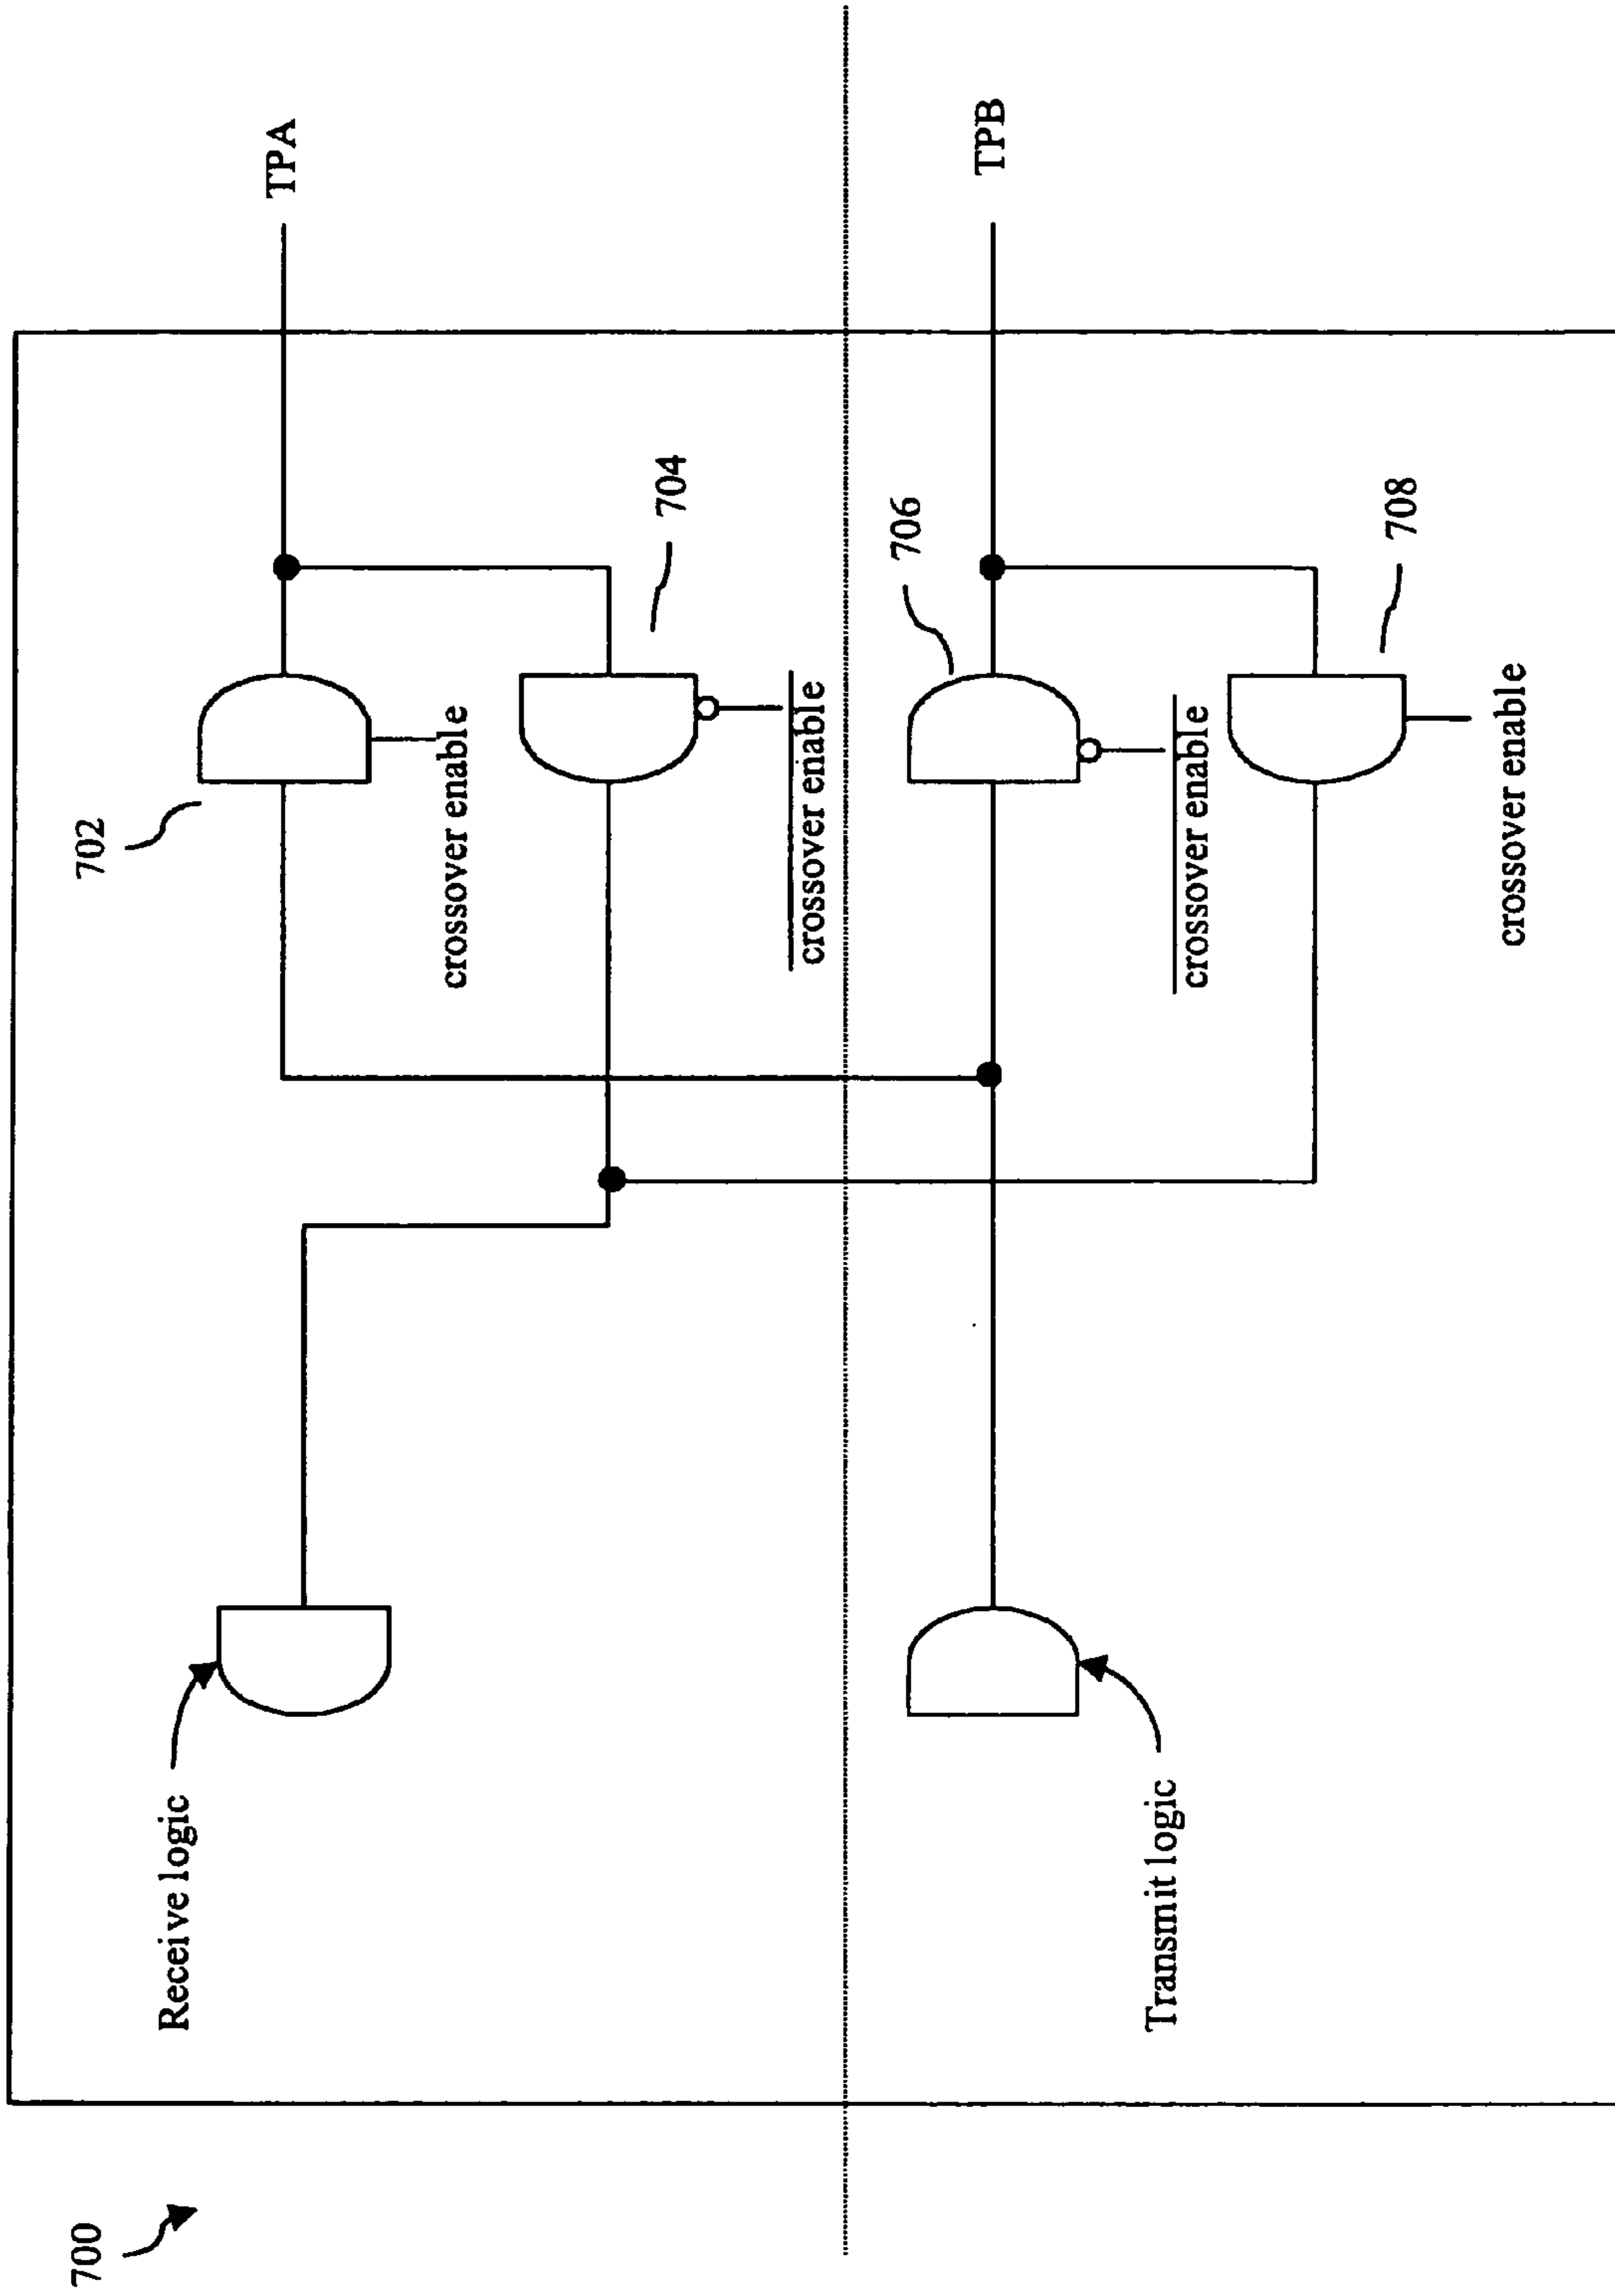 700
Receive logic
702
crossover enable
TPA
704
crossover enable
Transmit logic
706
crossover enable
TPB
708
crossover enable